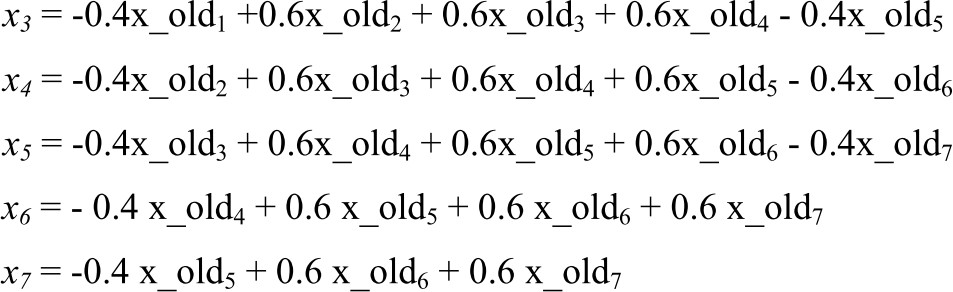 x₃ = -0.4x_old₁ +0.6x_old₂ + 0.6x_old₃ + 0.6x_old₄ - 0.4x_old₅
x₄ = -0.4x_old₂ + 0.6x_old₃ + 0.6x_old₄ + 0.6x_old₅ - 0.4x_old₆
x₅ = -0.4x_old₃ + 0.6x_old₄ + 0.6x_old₅ + 0.6x_old₆ - 0.4x_old₇
x₆ = - 0.4 x_old₄ + 0.6 x_old₅ + 0.6 x_old₆ + 0.6 x_old₇
x₇ = -0.4 x_old₅ + 0.6 x_old₆ + 0.6 x_old₇